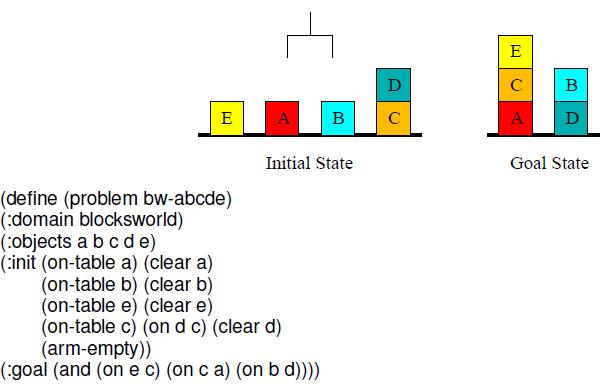 E
D
E A B C
C B
A D
Initial State Goal State
(define (problem bw-abcde)
(:domain blocksworld)
(:objects a b c d e)
(:init (on-table a) (clear a)
(on-table b) (clear b)
(on-table e) (clear e)
(on-table c) (on d c) (clear d)
(arm-empty))
(:goal (and (on e c) (on c a) (on b d))))